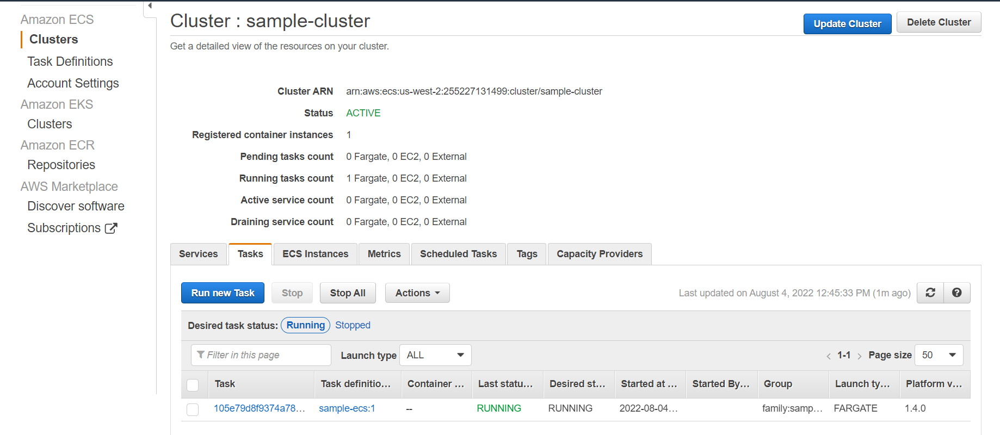 Amazon ECS
Clusters
Task Definitions
Account Settings
Amazon EKS
Clusters
Amazon ECR
Repositories
AWS Marketplace
Discover software
Subscriptions
Cluster : sample-cluster
Update Cluster
Delete Cluster
Get a detailed view of the resources on your cluster.
Cluster ARN arn:aws:ecs:us-west-2:255227131499:cluster/sample-cluster
Status ACTIVE
Registered container instances 1
Pending tasks count 0 Fargate, 0 EC2, 0 External
Running tasks count 1 Fargate, 0 EC2, 0 External
Active service count 0 Fargate, 0 EC2, 0 External
Draining service count 0 Fargate, 0 EC2, 0 External
Services Tasks ECS Instances Metrics Scheduled Tasks Tags Capacity Providers
Run new Task Stop Stop All Actions Last updated on August 4, 2022 12:45:33 PM (1m ago)
Desired task status: Running Stopped
Filter in this page Launch type ALL 1-1 Page size 50
Task Task definitio... Container ... Last statu... Desired st... Started at ... Started By... Group Launch ty... Platform v...
105e79d8f9374a78... sample-ecs:1 -- RUNNING RUNNING 2022-08-04... family:samp... FARGATE 1.4.0